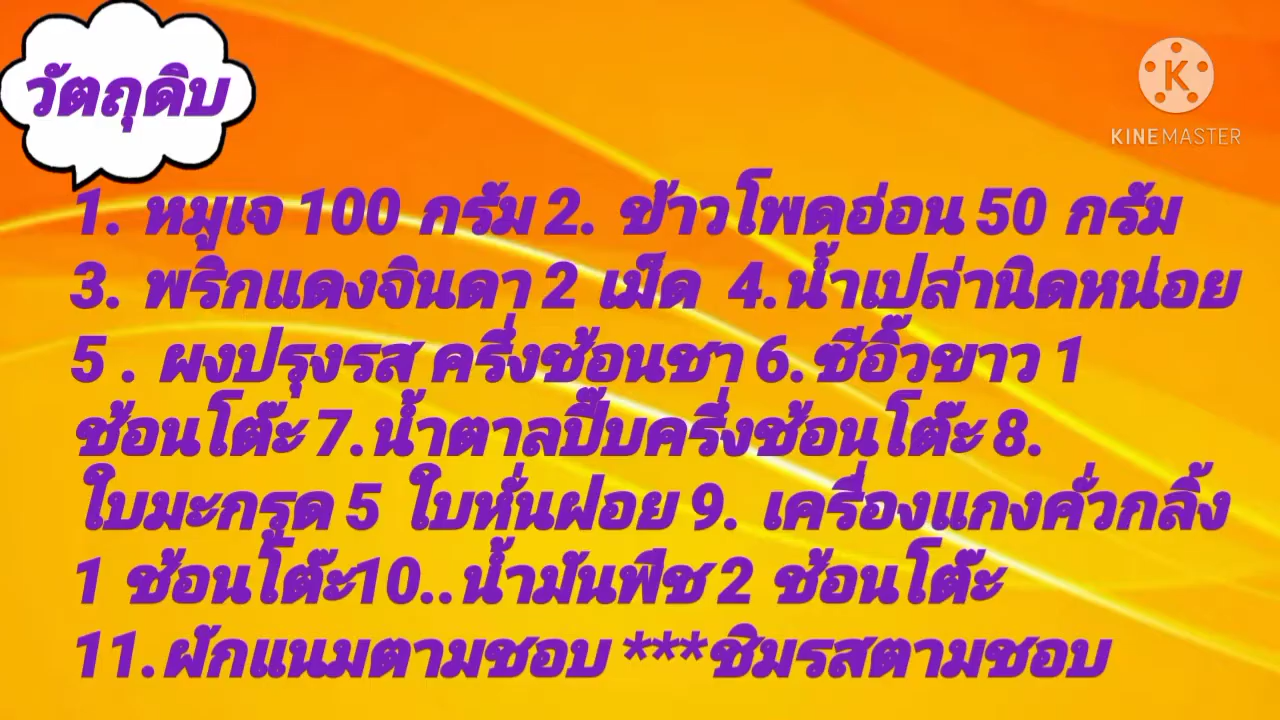 วัตถุดิบ
KINEMASTER
1. หมูเจ 100 กรัม 2. ข้าวโพดอ่อน 50 กรัม
3. พริกแดงจินดา 2 เม็ด 4.น้ำเปล่านิดหน่อย
5 . ผงปรุงรส ครึ่งช้อนชา 6.ซีอิ๊วขาว 1
ช้อนโต๊ะ 7.น้ำตาลปี๊บครึ่งช้อนโต๊ะ 8.
ใบมะกรูด 5 ใบหั่นฝอย 9. เครื่องแกงคั่วกลิ้ง
1 ช้อนโต๊ะ10..น้ำมันพืช 2 ช้อนโต๊ะ
11.ผักแนมตามชอบ ***ชิมรสตามชอบ